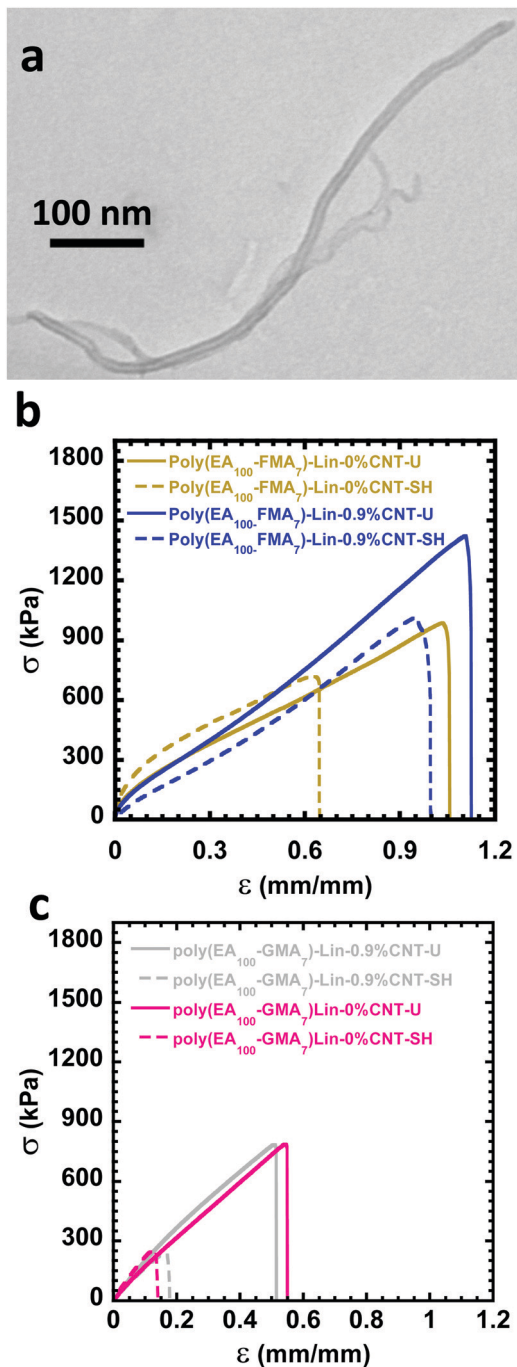 a
100 nm
b
1800
1500
1200
900
600
300
0
σ (kPa)
Poly(EA₁₀₀-FMA₇)-Lin-0%CNT-U
Poly(EA₁₀₀-FMA₇)-Lin-0%CNT-SH
Poly(EA₁₀₀-FMA₇)-Lin-0.9%CNT-U
Poly(EA₁₀₀-FMA₇)-Lin-0.9%CNT-SH
0 0.3 0.6 0.9 1.2
ε (mm/mm)
c
1800
1500
1200
900
600
300
0
σ (kPa)
poly(EA₁₀₀-GMA₇)-Lin-0.9%CNT-U
poly(EA₁₀₀-GMA₇)-Lin-0.9%CNT-SH
poly(EA₁₀₀-GMA₇)Lin-0%CNT-U
poly(EA₁₀₀-GMA₇)Lin-0%CNT-SH
0 0.2 0.4 0.6 0.8 1 1.2
ε (mm/mm)